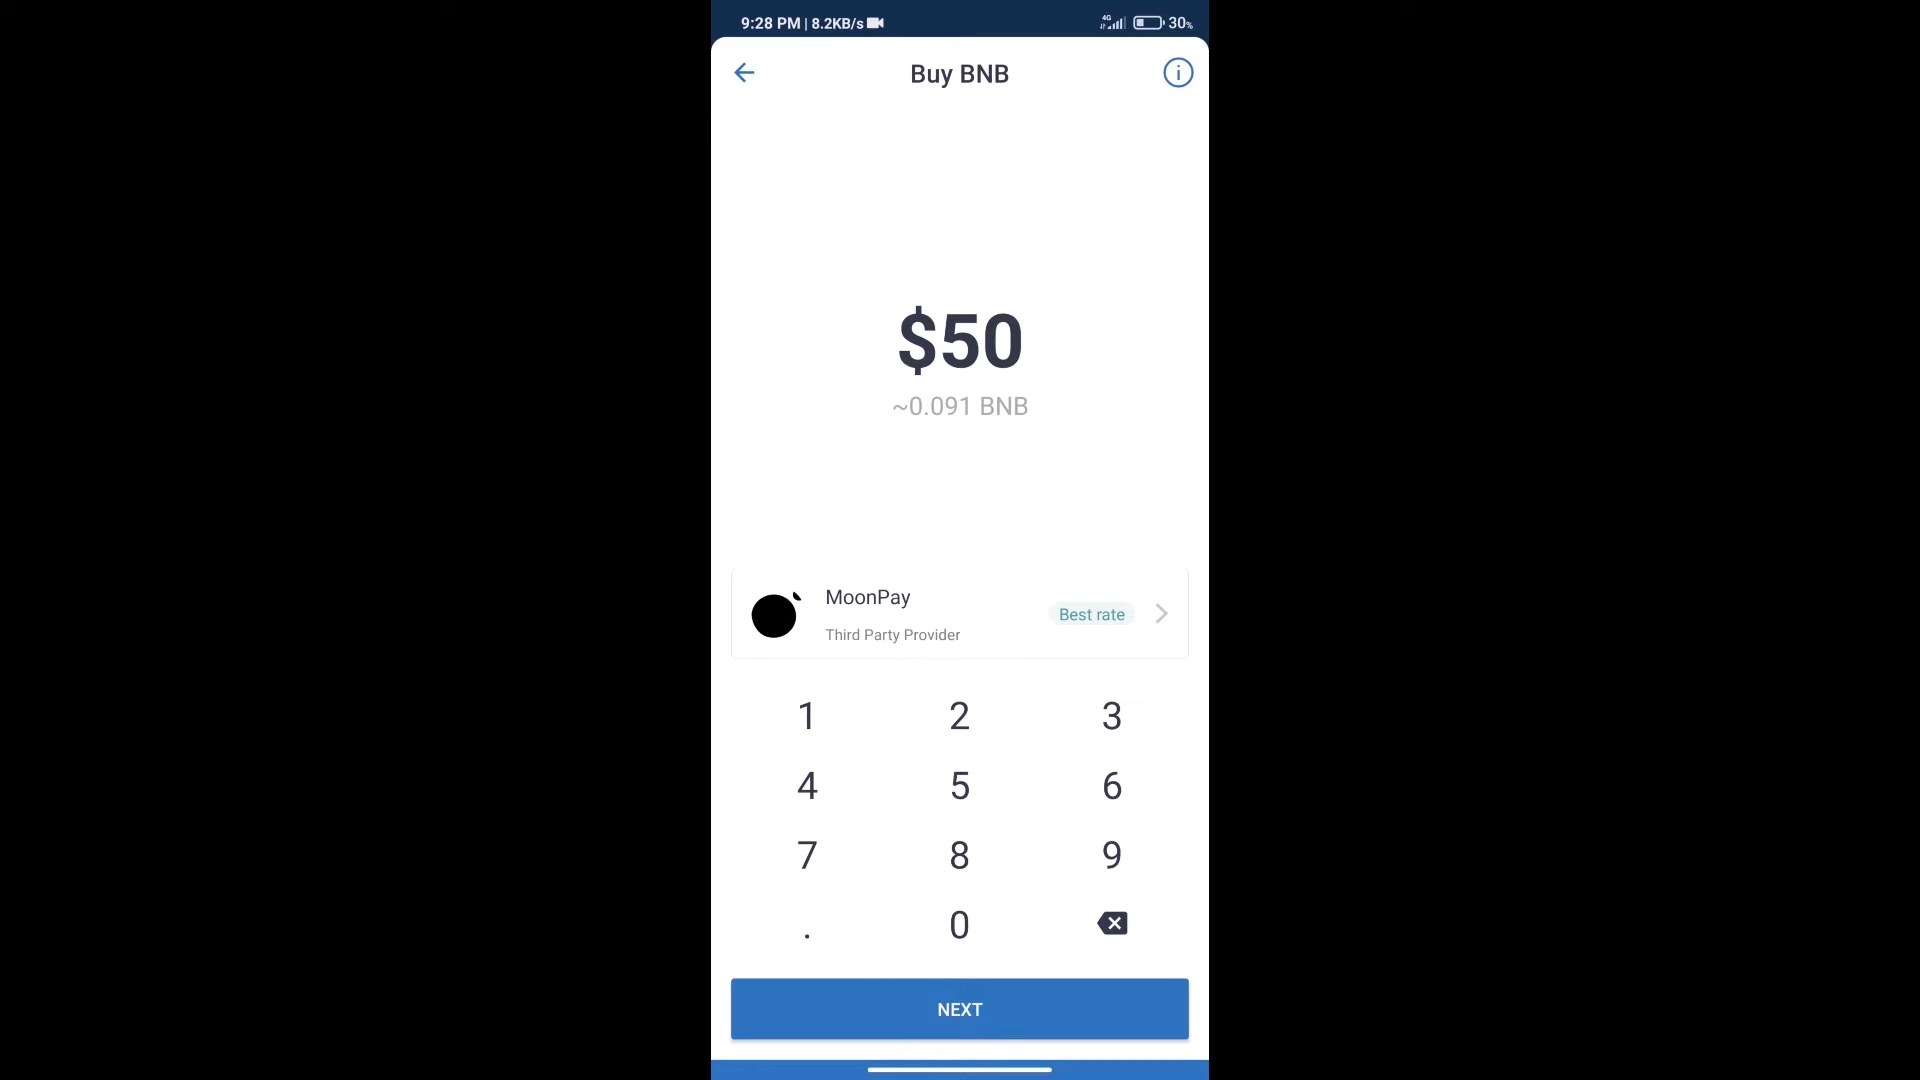 9:28 PM | 8.2KB/s 4G 30%
Buy BNB
$50
~0.091 BNB
MoonPay
Best rate
Third Party Provider
1 2 3
4 5 6
7 8 9
. 0
NEXT